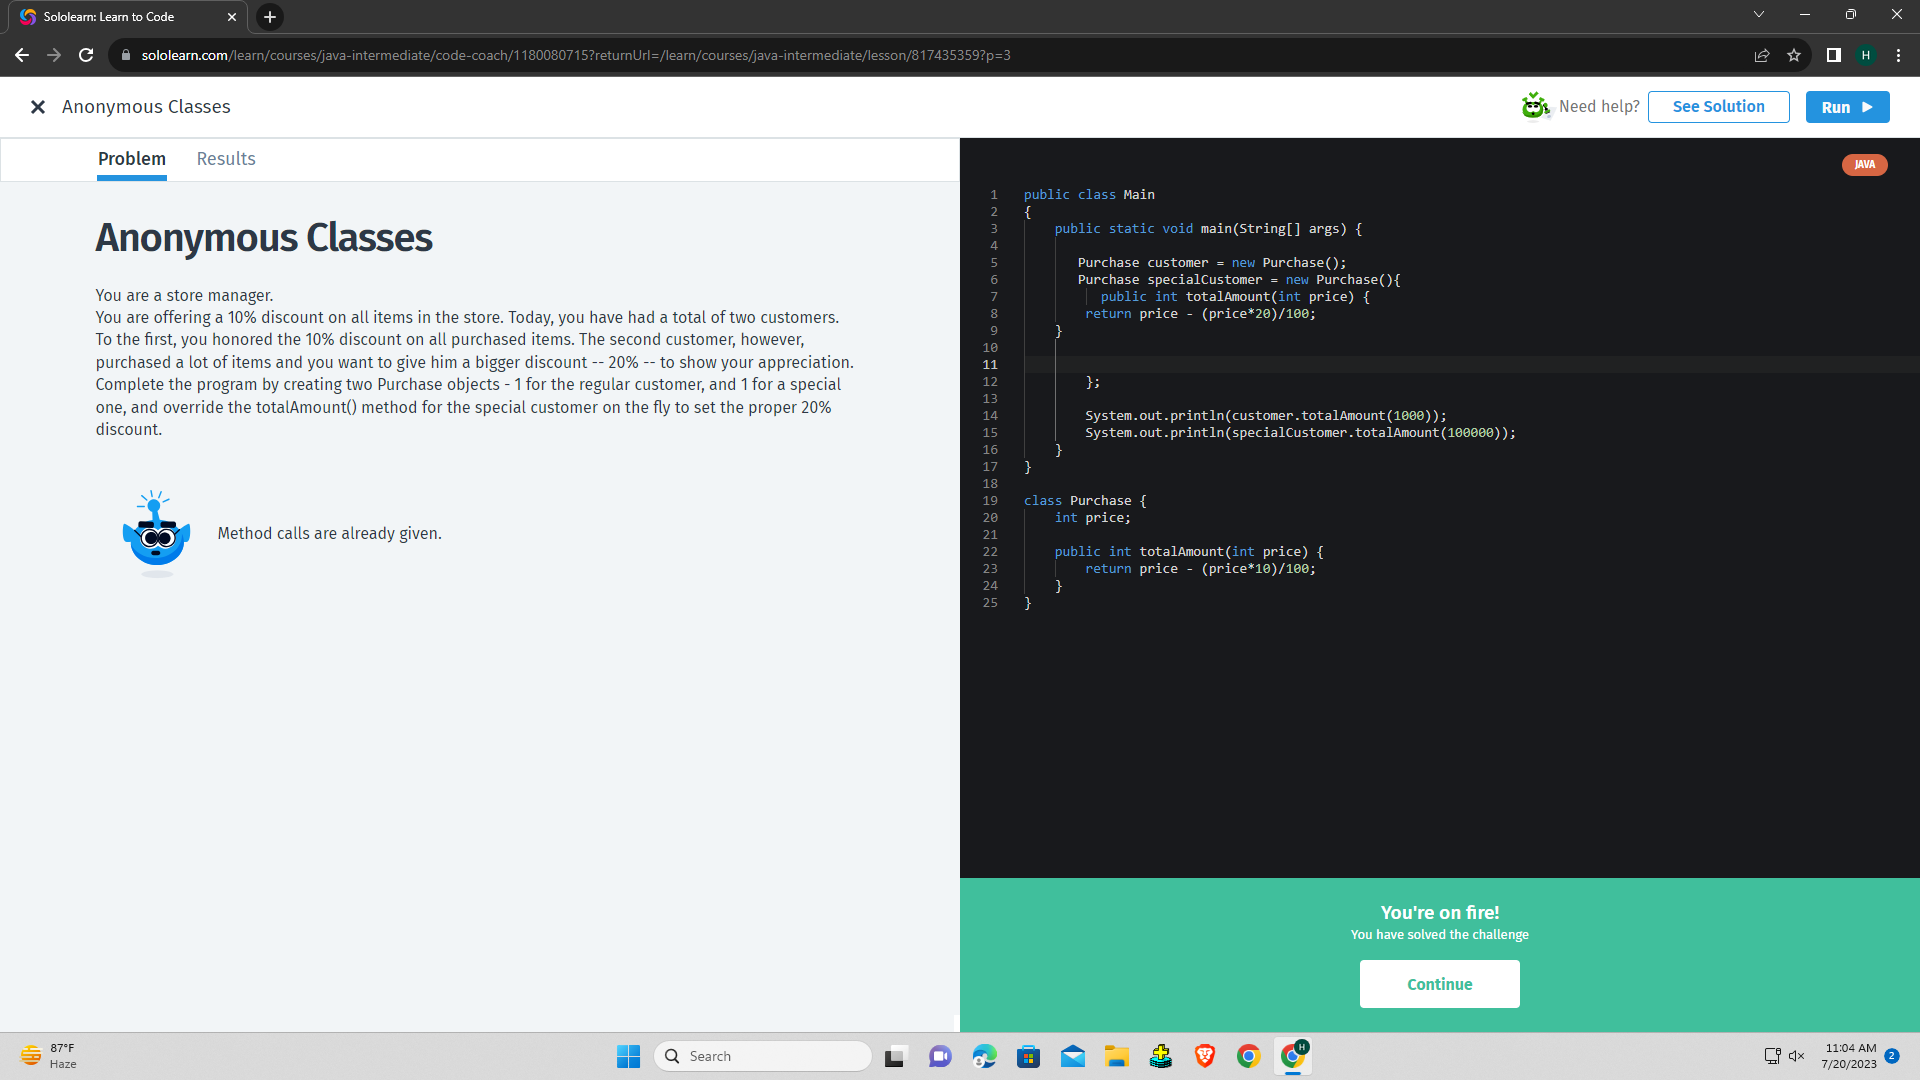 Sololearn: Learn to Code
sololearn.com/learn/courses/java-intermediate/code-coach/1180080715?returnUrl=/learn/courses/java-intermediate/lesson/817435359?p=3
H
Anonymous Classes
Need help?
See Solution
Run
Problem
Results
Anonymous Classes
You are a store manager.
You are offering a 10% discount on all items in the store. Today, you have had a total of two customers.
To the first, you honored the 10% discount on all purchased items. The second customer, however,
purchased a lot of items and you want to give him a bigger discount -- 20% -- to show your appreciation.
Complete the program by creating two Purchase objects - 1 for the regular customer, and 1 for a special
one, and override the totalAmount() method for the special customer on the fly to set the proper 20%
discount.
Method calls are already given.
JAVA
1 public class Main
2 {
3     public static void main(String[] args) {
4
5        Purchase customer = new Purchase();
6        Purchase specialCustomer = new Purchase(){
7           public int totalAmount(int price) {
8         return price - (price*20)/100;
9     }
10
11
12         };
13
14         System.out.println(customer.totalAmount(1000));
15         System.out.println(specialCustomer.totalAmount(100000));
16     }
17 }
18
19 class Purchase {
20     int price;
21
22     public int totalAmount(int price) {
23         return price - (price*10)/100;
24     }
25 }
You're on fire!
You have solved the challenge
Continue
87°F
Haze
Search
H
11:04 AM
7/20/2023
2